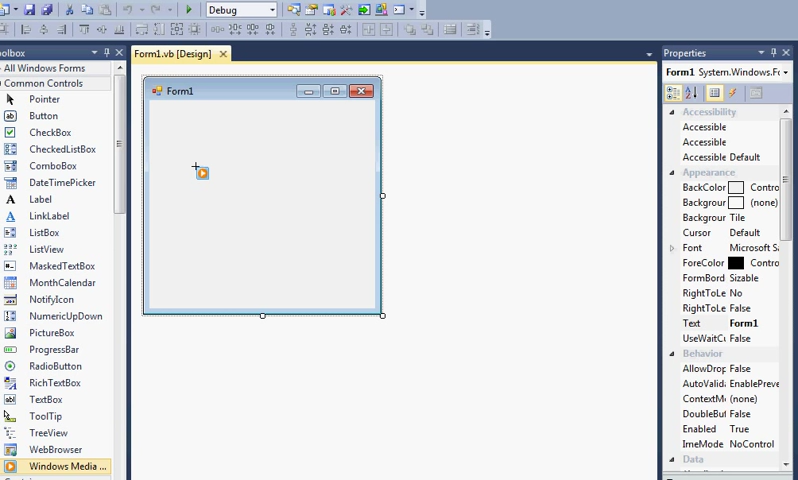 Debug
oolbox
Form1.vb [Design]
Properties
All Windows Forms
Common Controls
Pointer
Button
CheckBox
CheckedListBox
ComboBox
DateTimePicker
Label
LinkLabel
ListBox
ListView
MaskedTextBox
MonthCalendar
NotifyIcon
NumericUpDown
PictureBox
ProgressBar
RadioButton
RichTextBox
TextBox
ToolTip
TreeView
WebBrowser
Windows Media ...
Form1
Form1 System.Windows.Fo
Accessibility
Accessible
Accessible
Accessible Default
Appearance
BackColor Contro
Backgrour (none)
Backgrour Tile
Cursor Default
Font Microsoft Sa
ForeColor Contro
FormBord Sizable
RightToLe No
RightToLe False
Text Form1
UseWaitCu False
Behavior
AllowDrop False
AutoValida EnablePreve
ContextMe (none)
DoubleBuf False
Enabled True
ImeMode NoControl
Data